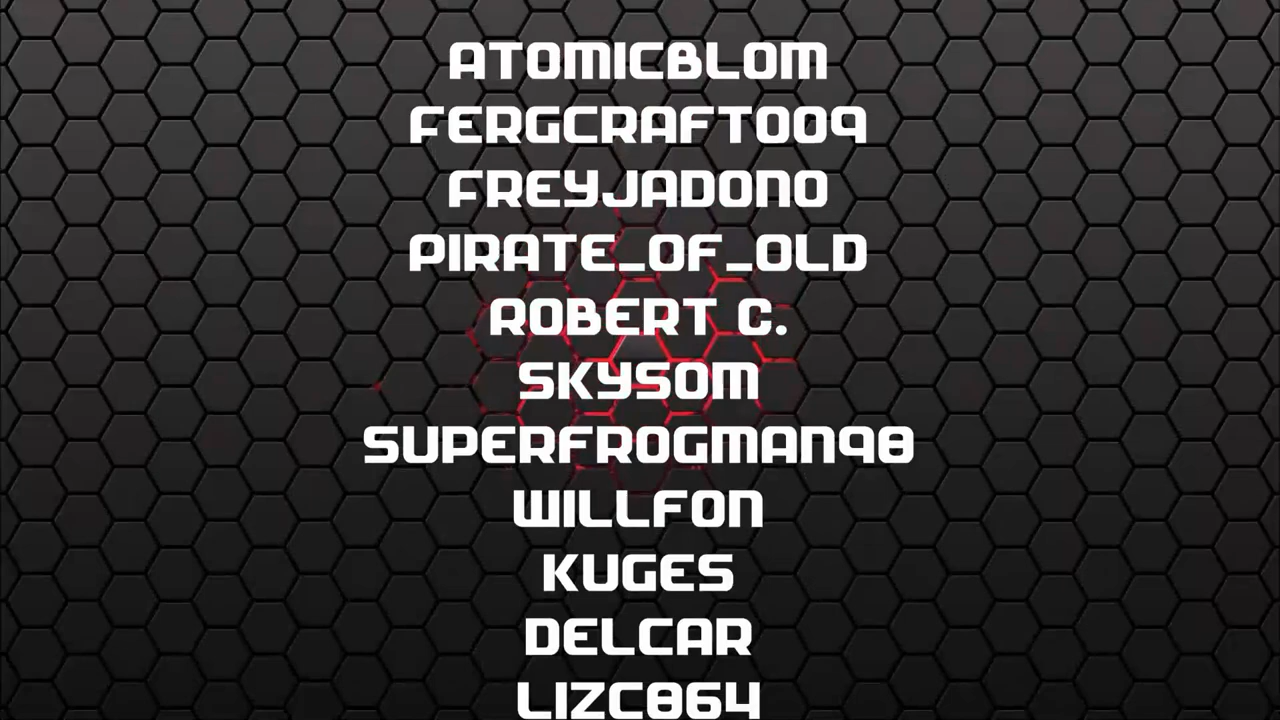 ATOMICBLOM
FERGCRAFT009
FREYJADONO
PIRATE_OF_OLD
ROBERT C.
SKYSOM
SUPERFROGMAN98
WILLFON
KUGES
DELCAR
LIZC864